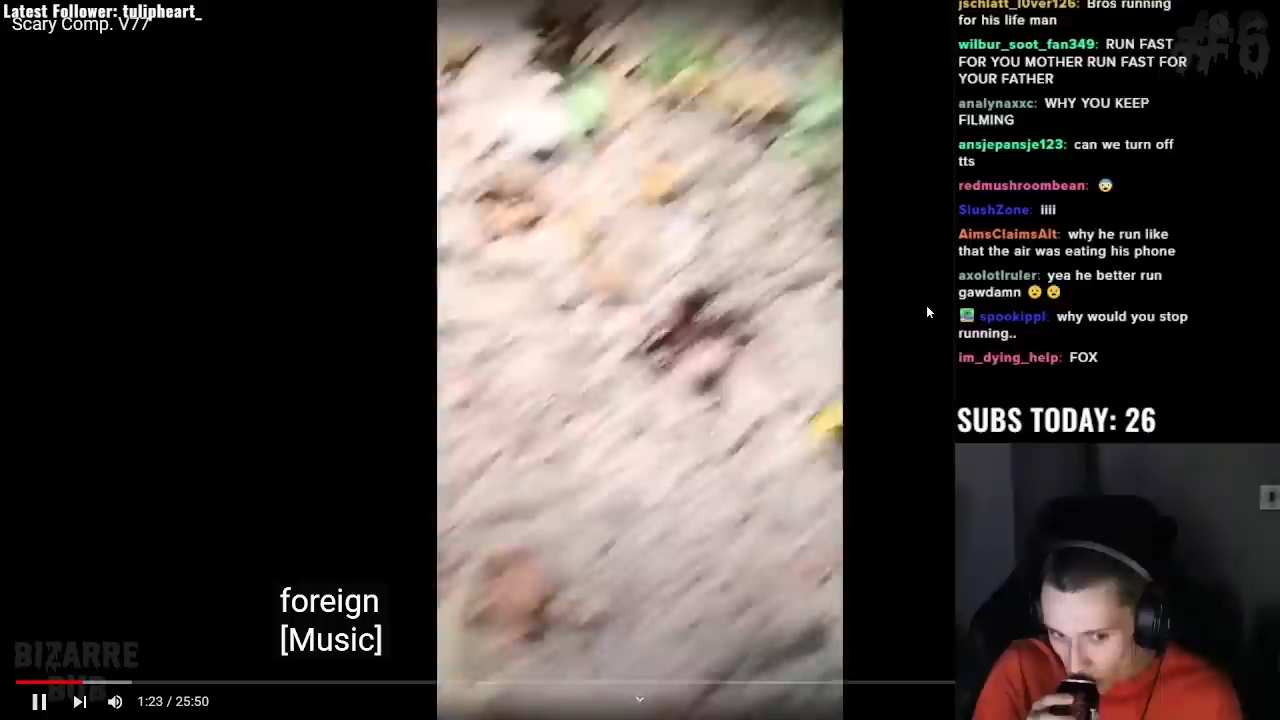 Latest Follower: tulipheart_
Scary Comp. V77
#6
jschlatt_l0ver126: Bros running
for his life man
wilbur_soot_fan349: RUN FAST
FOR YOU MOTHER RUN FAST FOR
YOUR FATHER
analynaxxc: WHY YOU KEEP
FILMING
ansjepansje123: can we turn off
tts
redmushroombean: 😨
SlushZone: iiii
AimsClaimsAlt: why he run like
that the air was eating his phone
axolotlruler: yea he better run
gawdamn 😧 😧
spookippl: why would you stop
running..
im_dying_help: FOX
SUBS TODAY: 26
foreign
[Music]
BIZARRE
BUB
1:23 / 25:50